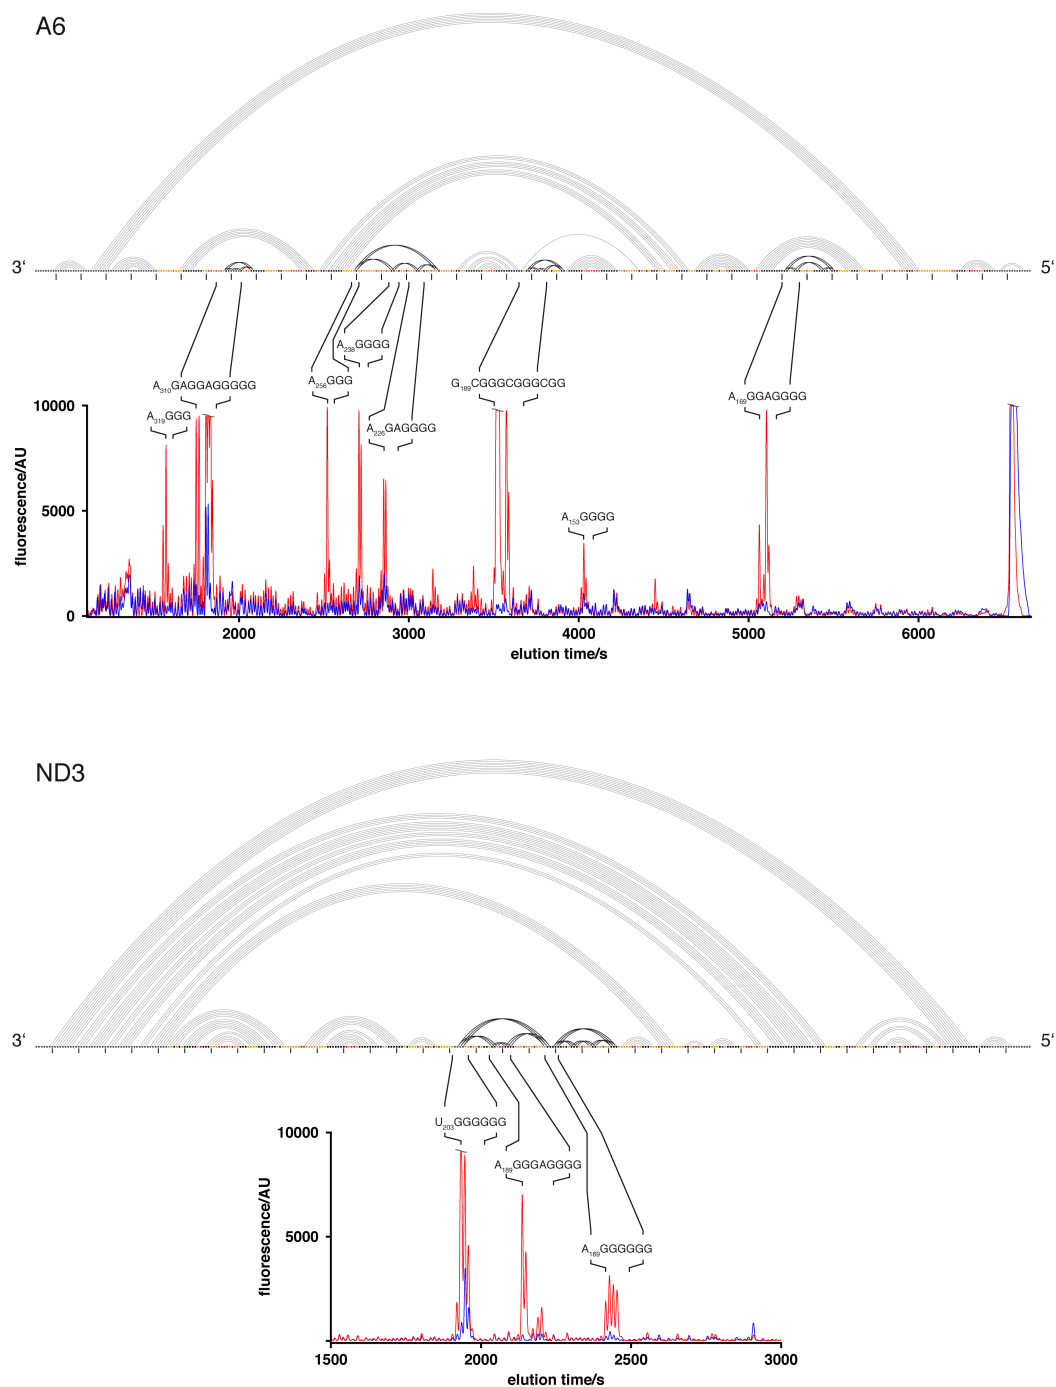 A6
3‘ 5‘
A238GGGG
A256GGG
A310GAGGAGGGGG
G189CGGGCGGGCGG
A169GGAGGGG
A319GGG
A226GAGGGG
A153GGGG
10000
5000
0
fluorescence/AU
2000 3000 4000 5000 6000
elution time/s
ND3
3‘ 5‘
U203GGGGGG
A189GGGAGGGG
A169GGGGGG
10000
5000
fluorescence/AU
1500 2000 2500 3000
elution time/s